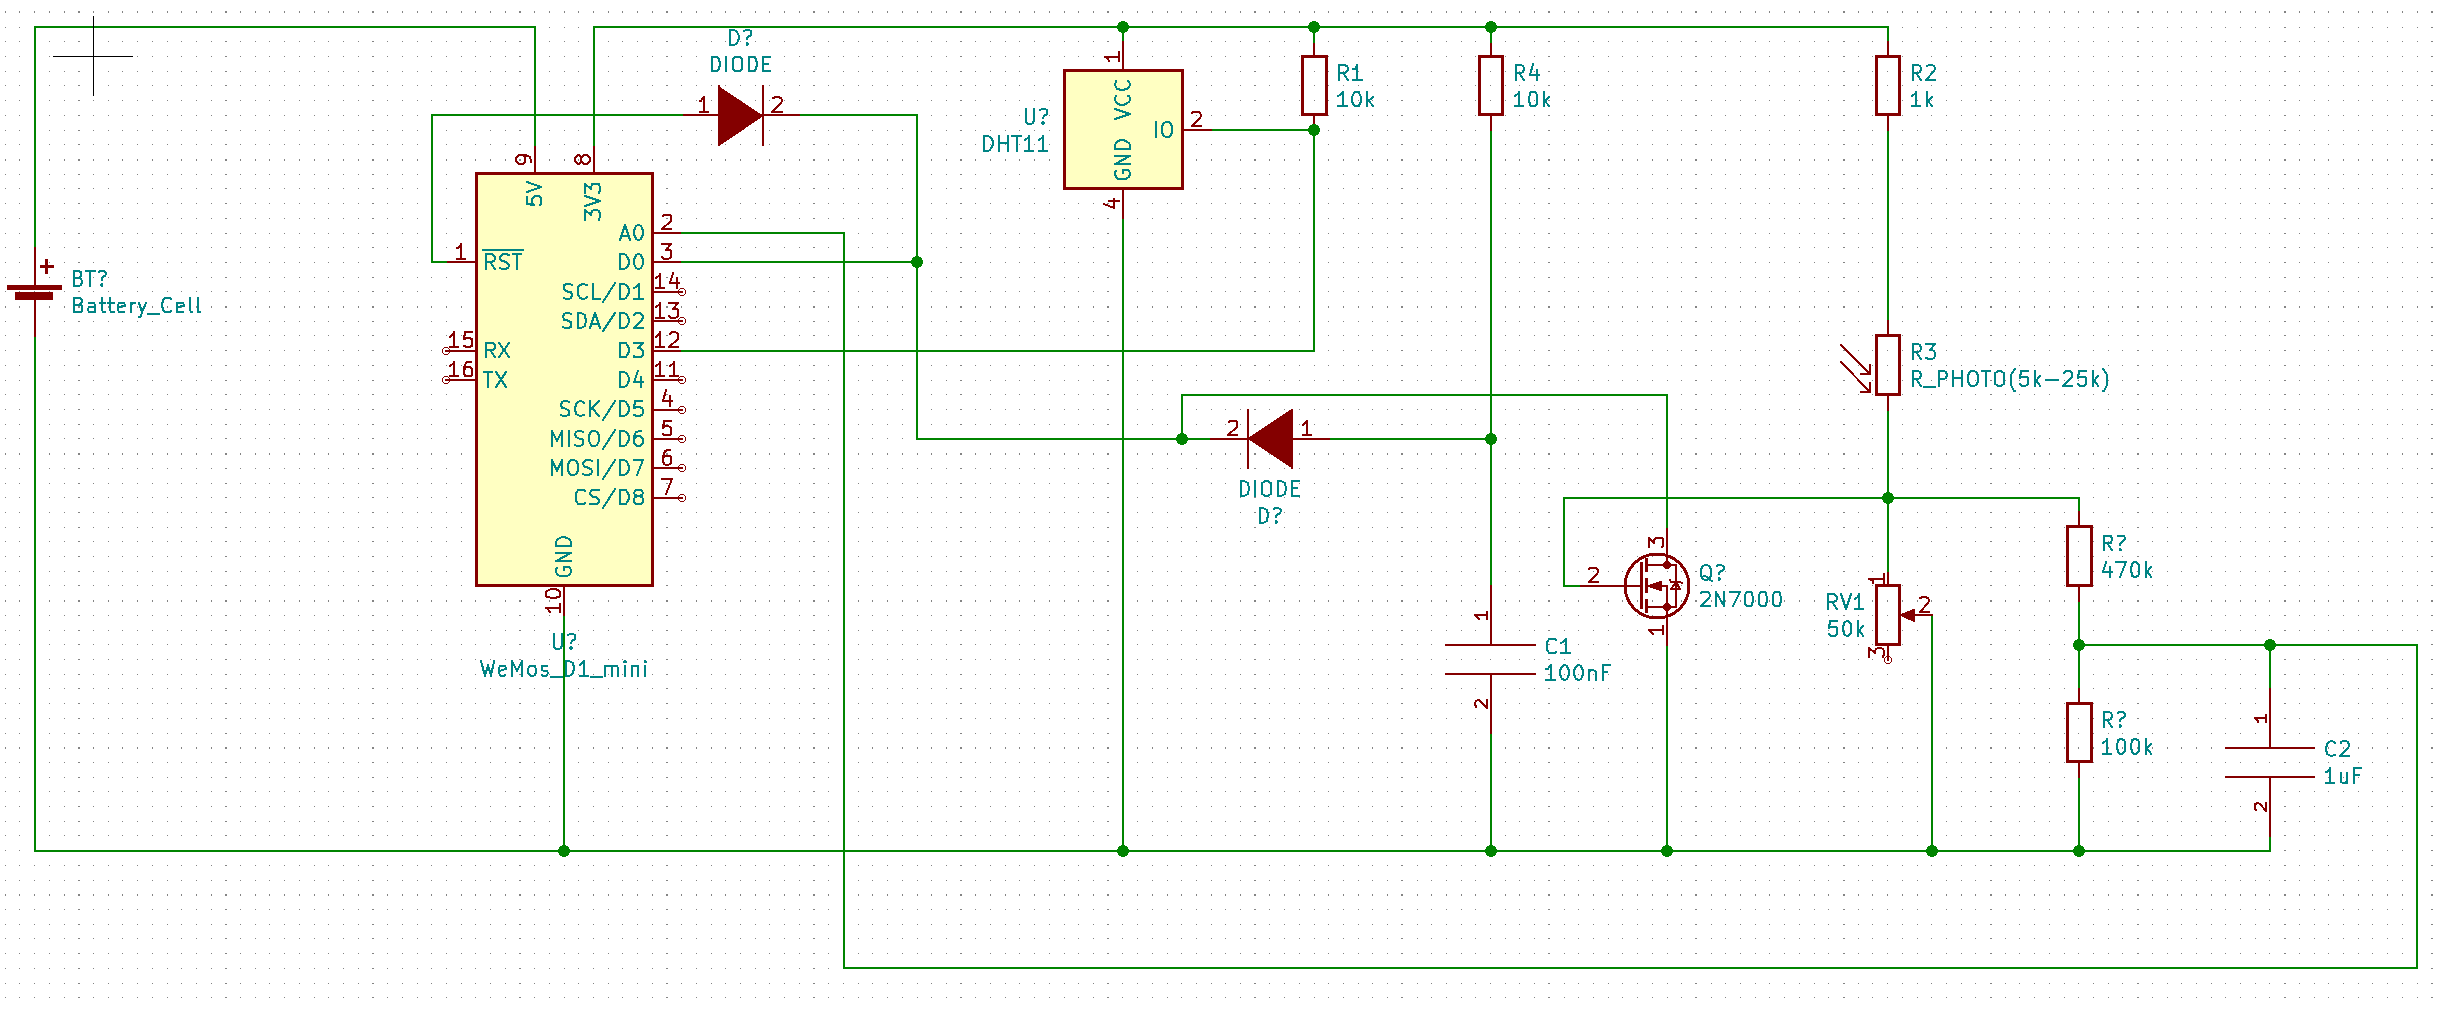 D?
DIODE
1
2
9
8
5V
3V3
A0
2
1
RST
D0
3
SCL/D1
14
SDA/D2
13
15
RX
D3
12
16
TX
D4
11
SCK/D5
4
MISO/D6
5
MOSI/D7
6
CS/D8
7
GND
10
U?
WeMos_D1_mini
+
BT?
Battery_Cell
1
VCC
U?
DHT11
IO
2
GND
4
R1
10k
R4
10k
R2
1k
R3
R_PHOTO(5k-25k)
2
1
DIODE
D?
3
2
Q?
2N7000
1
1
C1
100nF
2
1
RV1
50k
2
3
R?
470k
R?
100k
1
C2
1uF
2